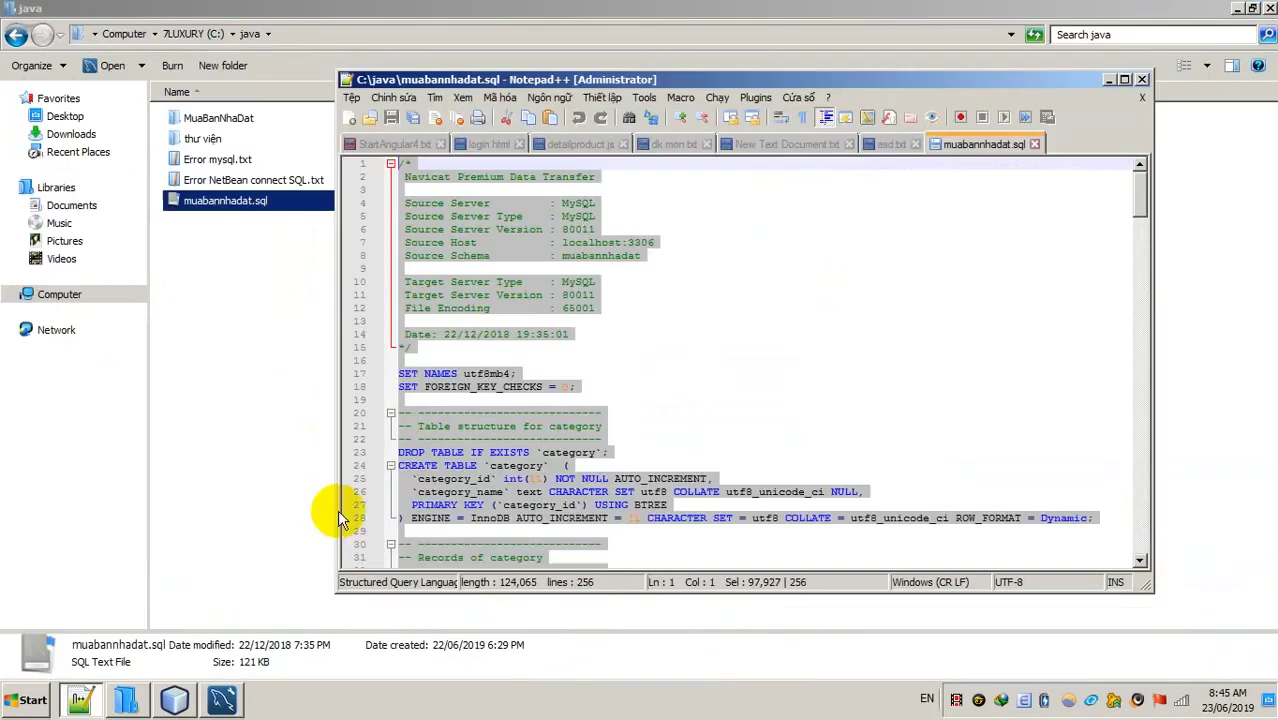 java
Computer 7LUXURY (C:) java
Search java
Organize Open Burn New folder
Favorites
Desktop
Downloads
Recent Places
Libraries
Documents
Music
Pictures
Videos
Computer
Network
Name
MuaBanNhaDat
thư viện
Error mysql.txt
Error NetBean connect SQL.txt
muabannhadat.sql
C:\java\muabannhadat.sql - Notepad++ [Administrator]
Tệp Chỉnh sửa Tìm Xem Mã hóa Ngôn ngữ Thiết lập Tools Macro Chạy Plugins Cửa sổ ? X
StartAngular4.txt login.html detailproduct.js dk mon.txt New Text Document.txt asd.txt muabannhadat.sql
1 /*
2 Navicat Premium Data Transfer
3
4 Source Server : MySQL
5 Source Server Type : MySQL
6 Source Server Version : 80011
7 Source Host : localhost:3306
8 Source Schema : muabannhadat
9
10 Target Server Type : MySQL
11 Target Server Version : 80011
12 File Encoding : 65001
13
14 Date: 22/12/2018 19:35:01
15 */
16
17 SET NAMES utf8mb4;
18 SET FOREIGN_KEY_CHECKS = 0;
19
20 -- ----------------------------
21 -- Table structure for category
22 -- ----------------------------
23 DROP TABLE IF EXISTS `category`;
24 CREATE TABLE `category` (
25 `category_id` int(11) NOT NULL AUTO_INCREMENT,
26 `category_name` text CHARACTER SET utf8 COLLATE utf8_unicode_ci NULL,
27 PRIMARY KEY (`category_id`) USING BTREE
28 ) ENGINE = InnoDB AUTO_INCREMENT = 11 CHARACTER SET = utf8 COLLATE = utf8_unicode_ci ROW_FORMAT = Dynamic;
29
30 -- ----------------------------
31 -- Records of category
Structured Query Languag length : 124,065 lines : 256 Ln : 1 Col : 1 Sel : 97,927 | 256 Windows (CR LF) UTF-8 INS
muabannhadat.sql Date modified: 22/12/2018 7:35 PM Date created: 22/06/2019 6:29 PM
SQL Text File Size: 121 KB
Start
EN
8:45 AM
23/06/2019